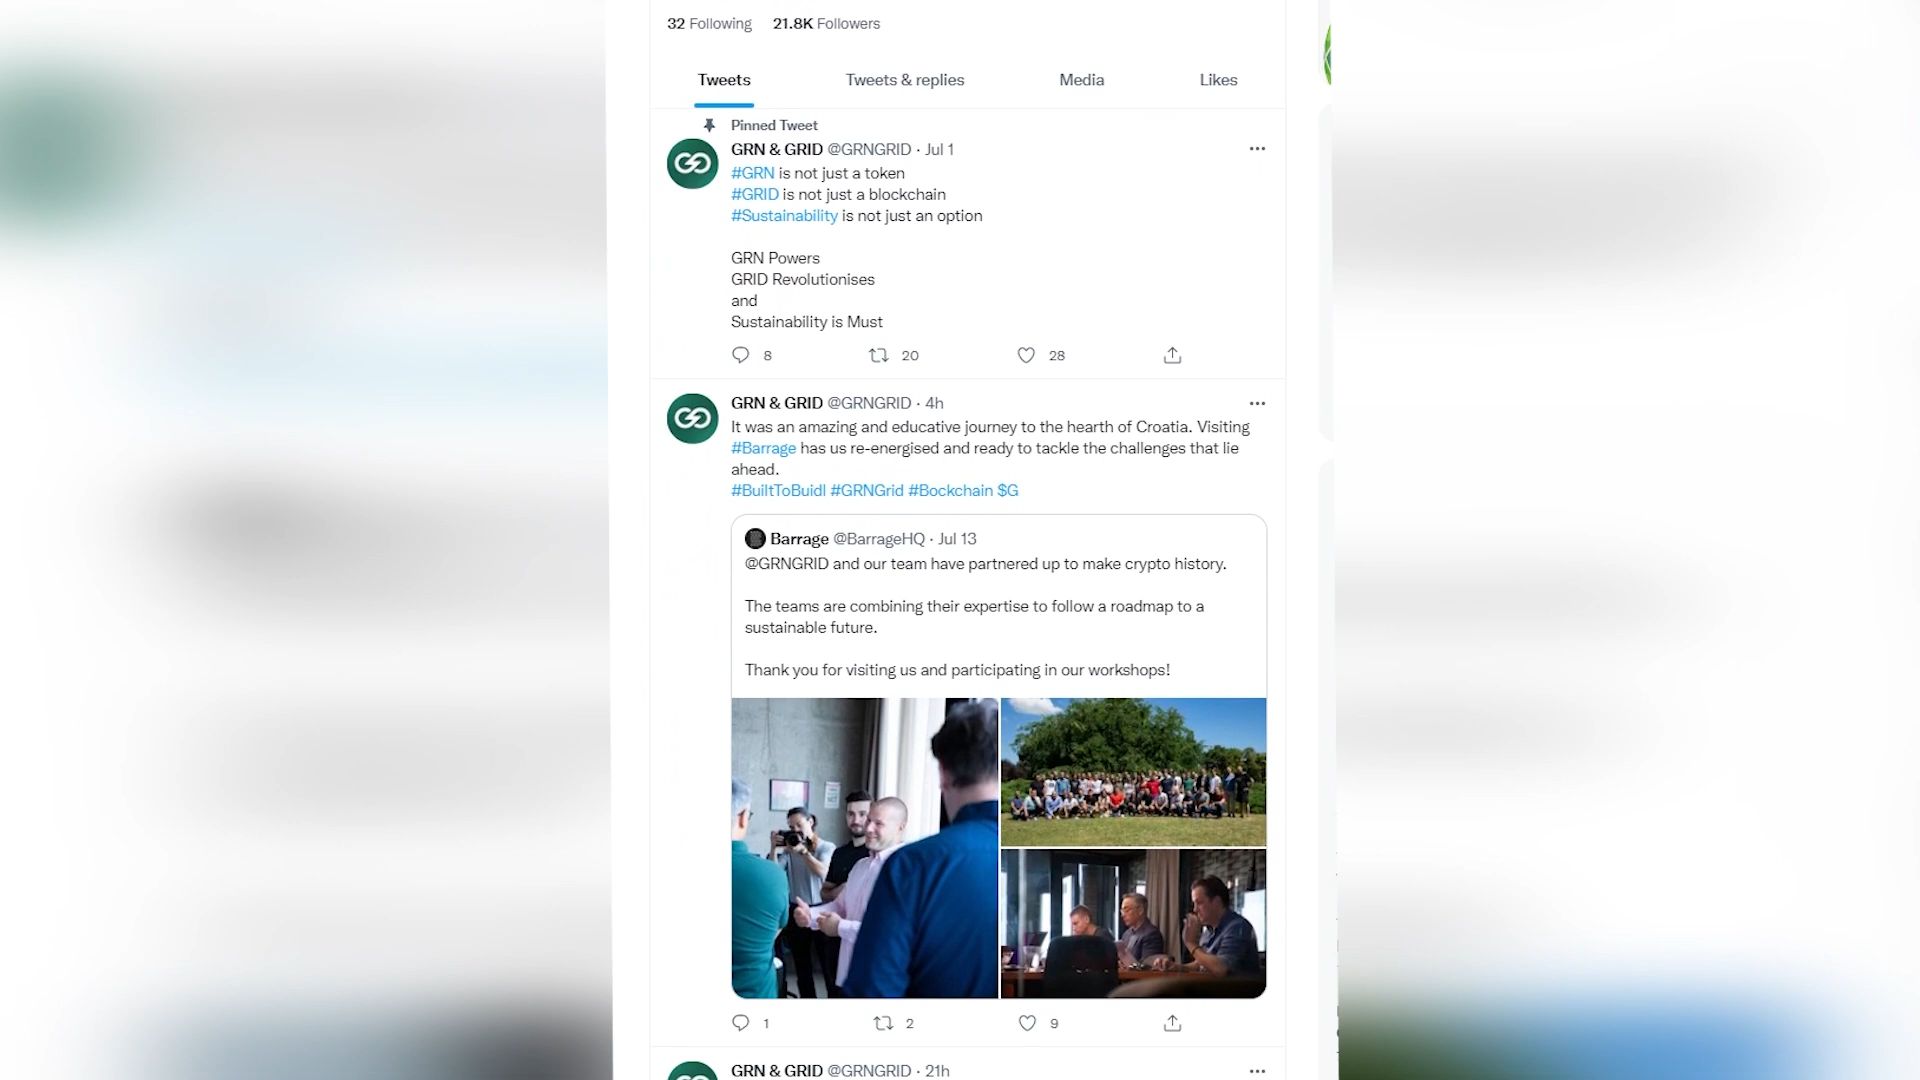 32 Following 21.8K Followers
Tweets Tweets & replies Media Likes
Pinned Tweet
GRN & GRID @GRNGRID · Jul 1
#GRN is not just a token
#GRID is not just a blockchain
#Sustainability is not just an option
GRN Powers
GRID Revolutionises
and
Sustainability is Must
8 20 28
GRN & GRID @GRNGRID · 4h
It was an amazing and educative journey to the hearth of Croatia. Visiting
#Barrage has us re-energised and ready to tackle the challenges that lie
ahead.
#BuiltToBuidl #GRNGrid #Bockchain $G
Barrage @BarrageHQ · Jul 13
@GRNGRID and our team have partnered up to make crypto history.
The teams are combining their expertise to follow a roadmap to a
sustainable future.
Thank you for visiting us and participating in our workshops!
1 2 9
GRN & GRID @GRNGRID · 21h